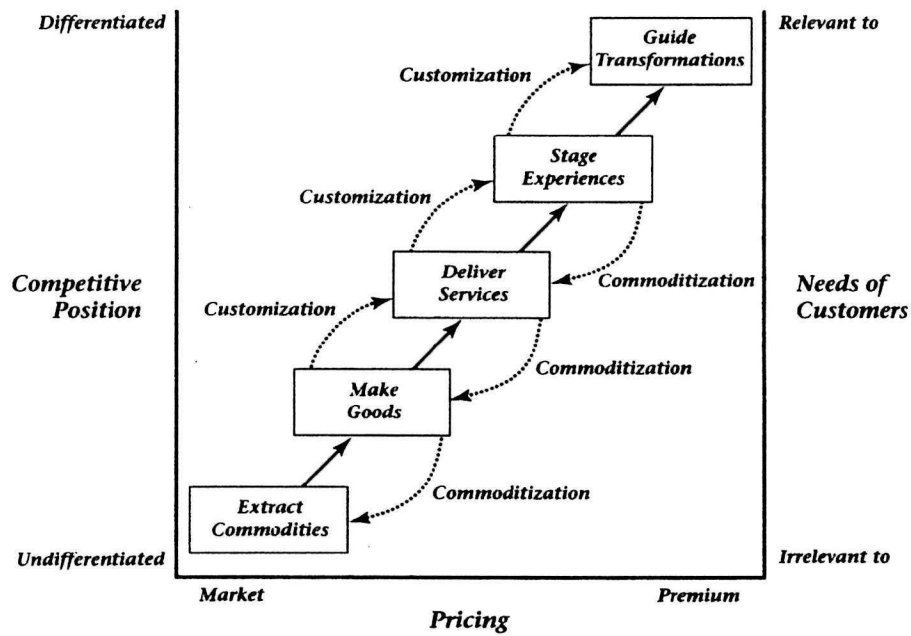 Differentiated
Relevant to
Guide
Transformations
Customization
Stage
Experiences
Customization
Commoditization
Deliver
Services
Competitive
Position
Needs of
Customers
Customization
Commoditization
Make
Goods
Commoditization
Extract
Commodities
Undifferentiated
Irrelevant to
Market
Premium
Pricing